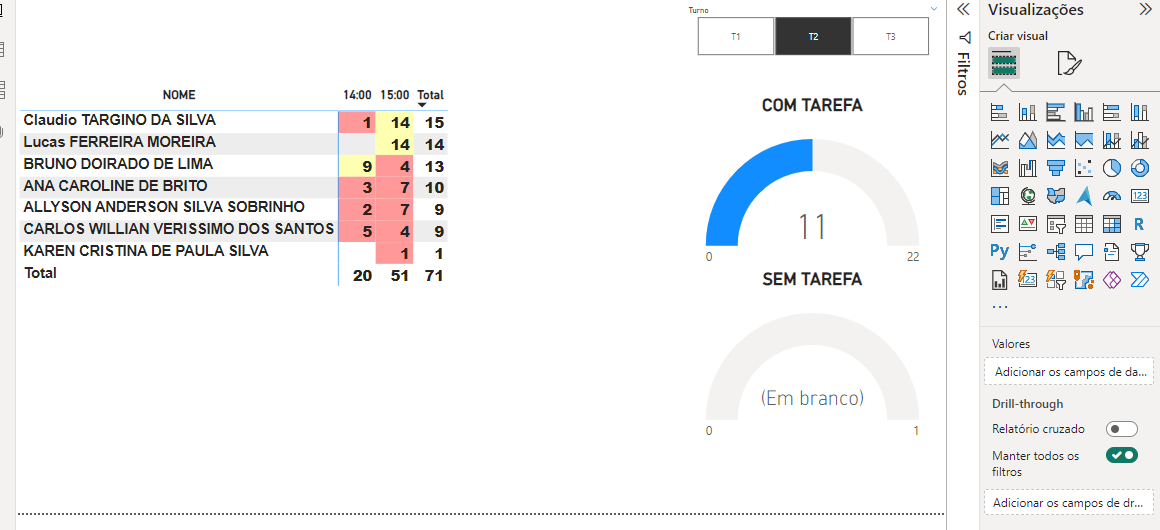 Turno
T1 T2 T3
NOME 14:00 15:00 Total
Claudio TARGINO DA SILVA 1 14 15
Lucas FERREIRA MOREIRA 14 14
BRUNO DOIRADO DE LIMA 9 4 13
ANA CAROLINE DE BRITO 3 7 10
ALLYSON ANDERSON SILVA SOBRINHO 2 7 9
CARLOS WILLIAN VERISSIMO DOS SANTOS 5 4 9
KAREN CRISTINA DE PAULA SILVA 1 1
Total 20 51 71
COM TAREFA
11
0 22
SEM TAREFA
(Em branco)
0 1
Filtros
Visualizações
Criar visual
123
R
Py
123
...
Valores
Adicionar os campos de da...
Drill-through
Relatório cruzado
Manter todos os
filtros
Adicionar os campos de dr...